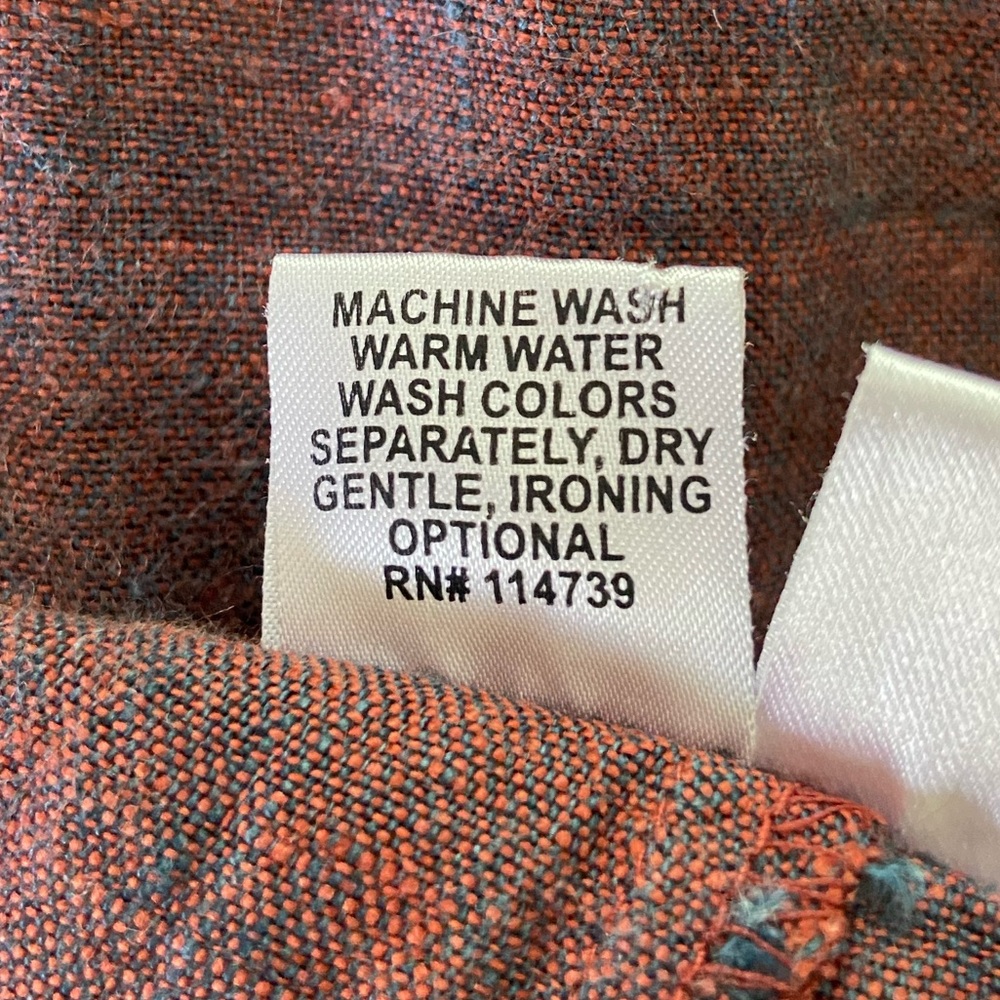 MACHINE WASH
WARM WATER
WASH COLORS
SEPARATELY, DRY
GENTLE, IRONING
OPTIONAL
RN# 114739